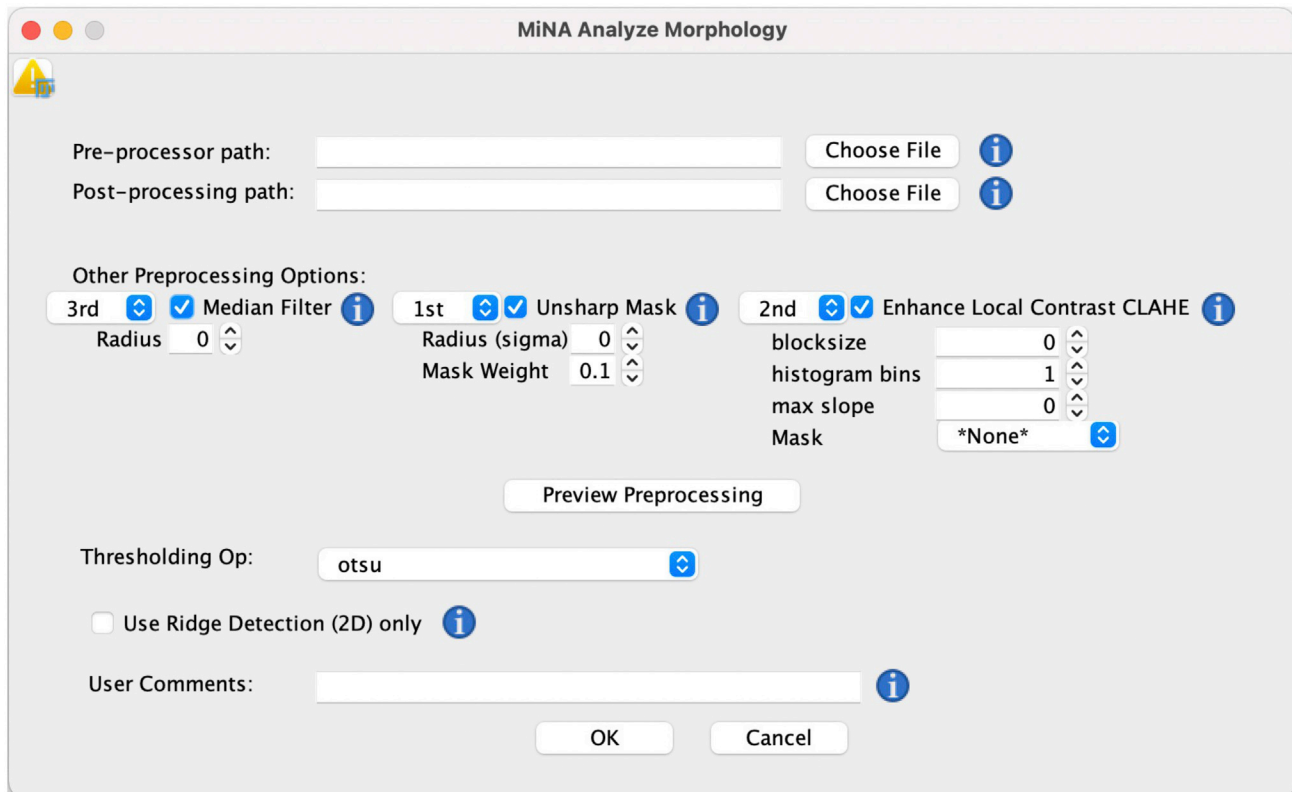 MiNA Analyze Morphology
Pre-processor path: Choose File
Post-processing path: Choose File
Other Preprocessing Options:
3rd Median Filter 1st Unsharp Mask 2nd Enhance Local Contrast CLAHE
Radius 0 Radius (sigma) 0 blocksize 0
Mask Weight 0.1 histogram bins 1
max slope 0
Mask *None*
Preview Preprocessing
Thresholding Op: otsu
Use Ridge Detection (2D) only
User Comments:
OK Cancel